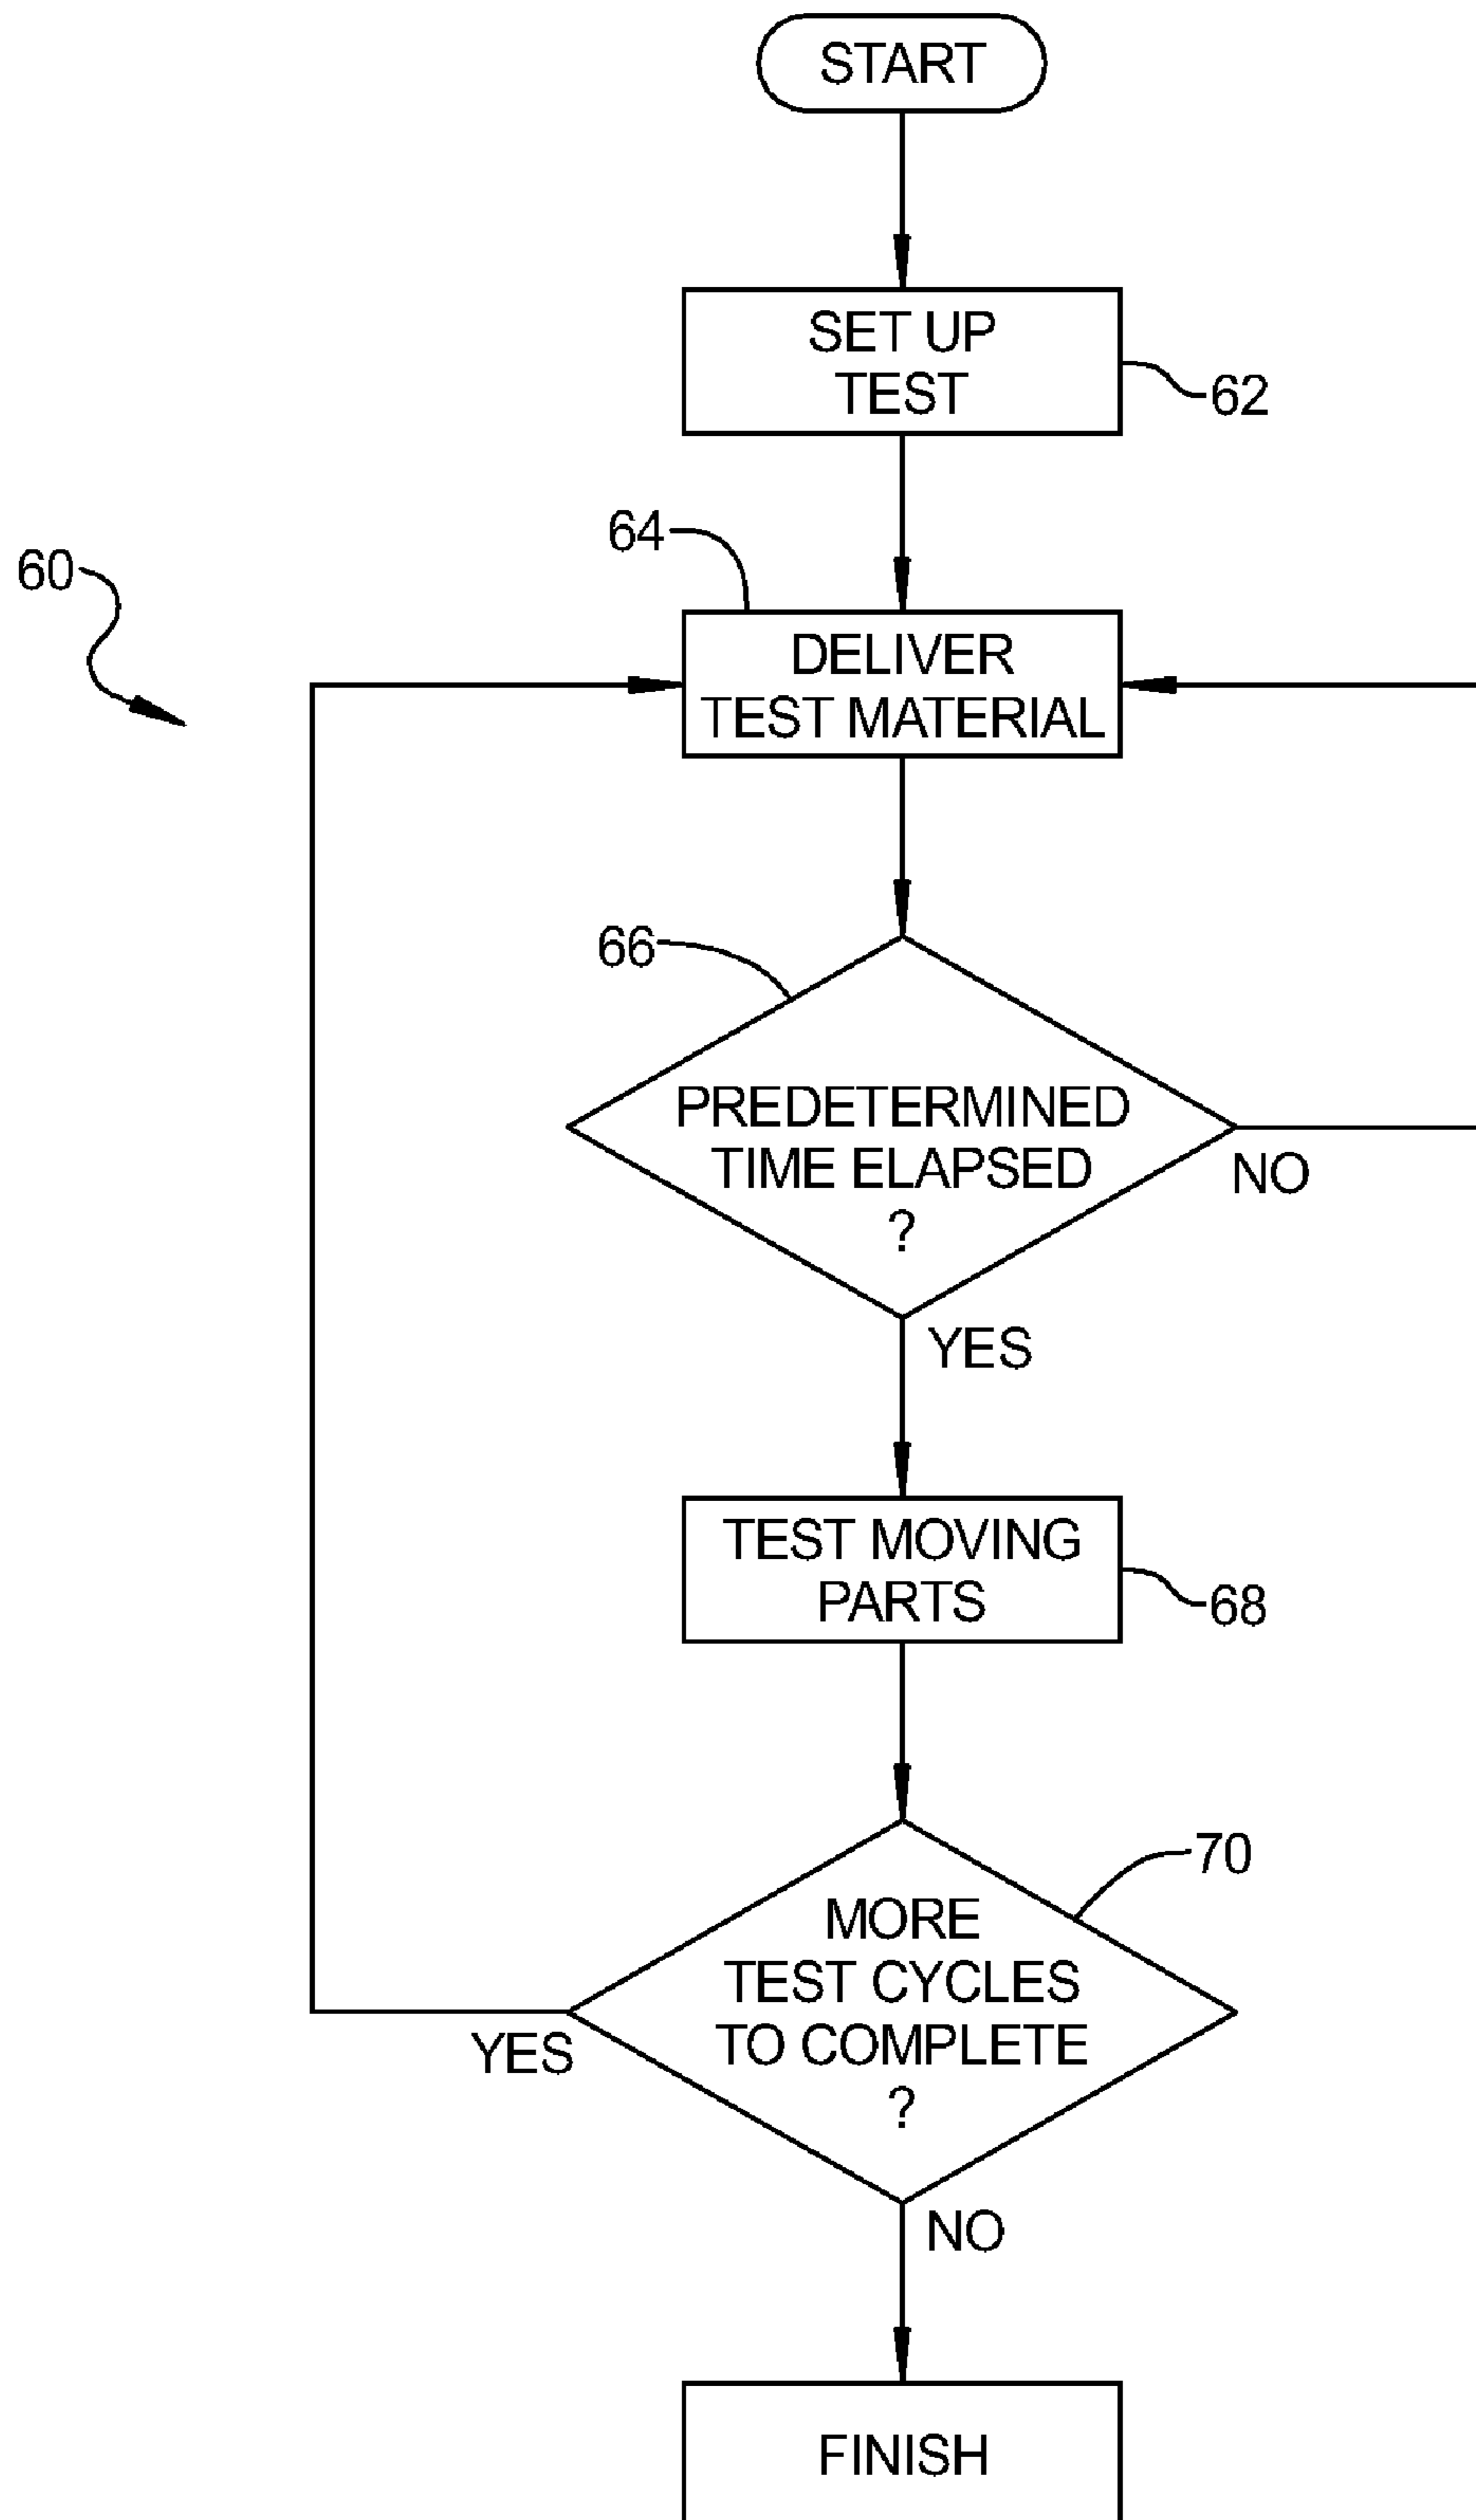 START
SET UP
TEST
62
64
60
DELIVER
TEST MATERIAL
66
PREDETERMINED
TIME ELAPSED
?
NO
YES
TEST MOVING
PARTS
68
70
MORE
TEST CYCLES
TO COMPLETE
?
YES
NO
FINISH